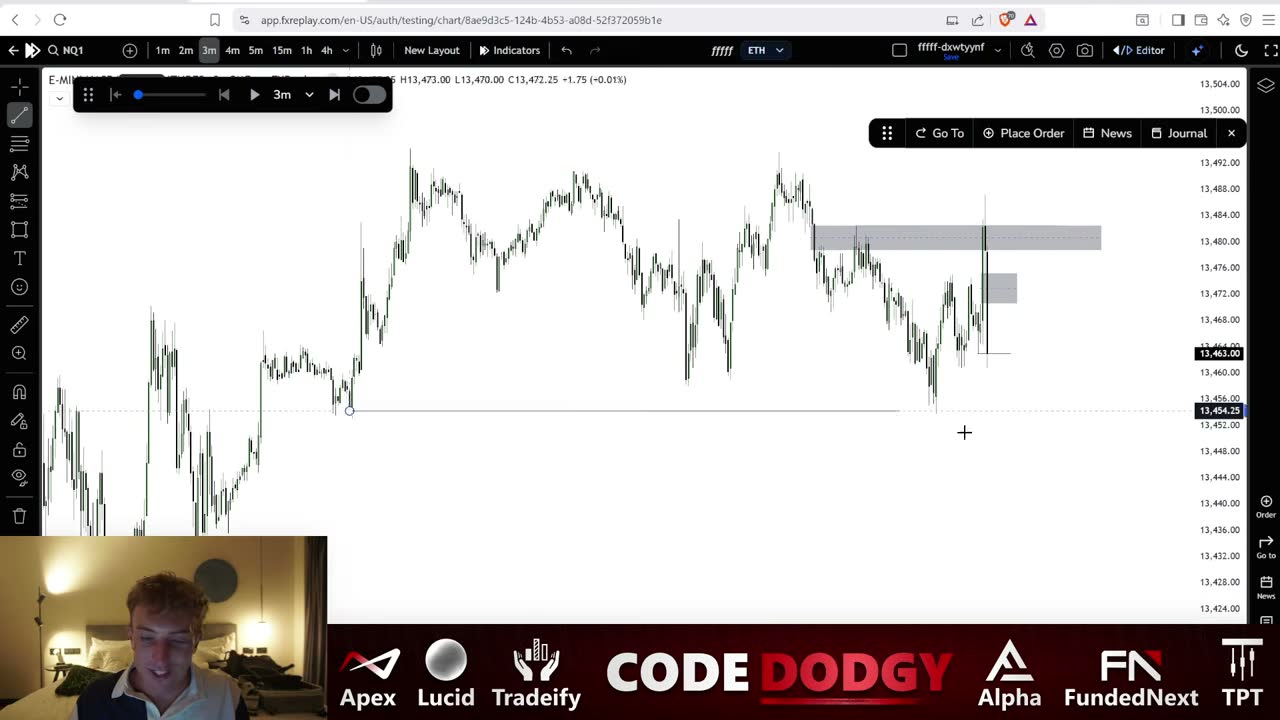 app.fxreplay.com/en-US/auth/testing/chart/8ae9d3c5-124b-4b53-a08d-52f372059b1e
NQ1
1m 2m 3m 4m 5m 15m 1h 4h
New Layout
Indicators
fffff
ETH
fffff-dxwtyynf
Save
Editor
H13,473.00 L13,470.00 C13,472.25 +1.75 (+0.01%)
3m
Go To
Place Order
News
Journal
13,504.00
13,500.00
13,492.00
13,488.00
13,484.00
13,480.00
13,476.00
13,472.00
13,468.00
13,463.00
13,460.00
13,456.00
13,454.25
13,452.00
13,448.00
13,444.00
13,440.00
13,436.00
13,432.00
13,428.00
13,424.00
Order
Go to
News
CODE DODGY
Apex
Lucid
Tradeify
Alpha
FundedNext
TPT